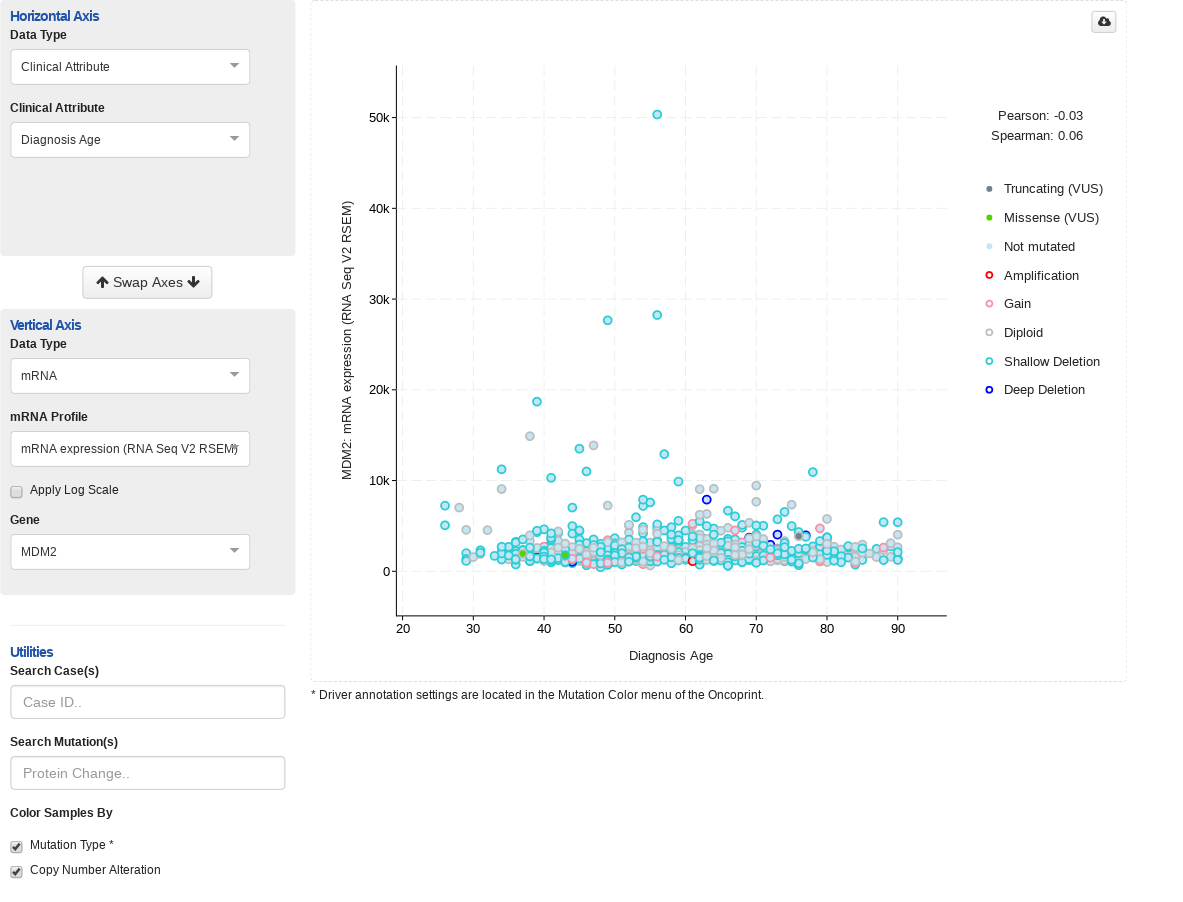 Horizontal Axis
Data Type
Clinical Attribute
Clinical Attribute
Diagnosis Age
Swap Axes
Vertical Axis
Data Type
mRNA
mRNA Profile
mRNA expression (RNA Seq V2 RSEM)
Apply Log Scale
Gene
MDM2
Utilities
Search Case(s)
Case ID..
Search Mutation(s)
Protein Change..
Color Samples By
Mutation Type *
Copy Number Alteration
MDM2: mRNA expression (RNA Seq V2 RSEM)
50k
40k
30k
20k
10k
0
20 30 40 50 60 70 80 90
Diagnosis Age
Pearson: -0.03
Spearman: 0.06
Truncating (VUS)
Missense (VUS)
Not mutated
Amplification
Gain
Diploid
Shallow Deletion
Deep Deletion
* Driver annotation settings are located in the Mutation Color menu of the Oncoprint.